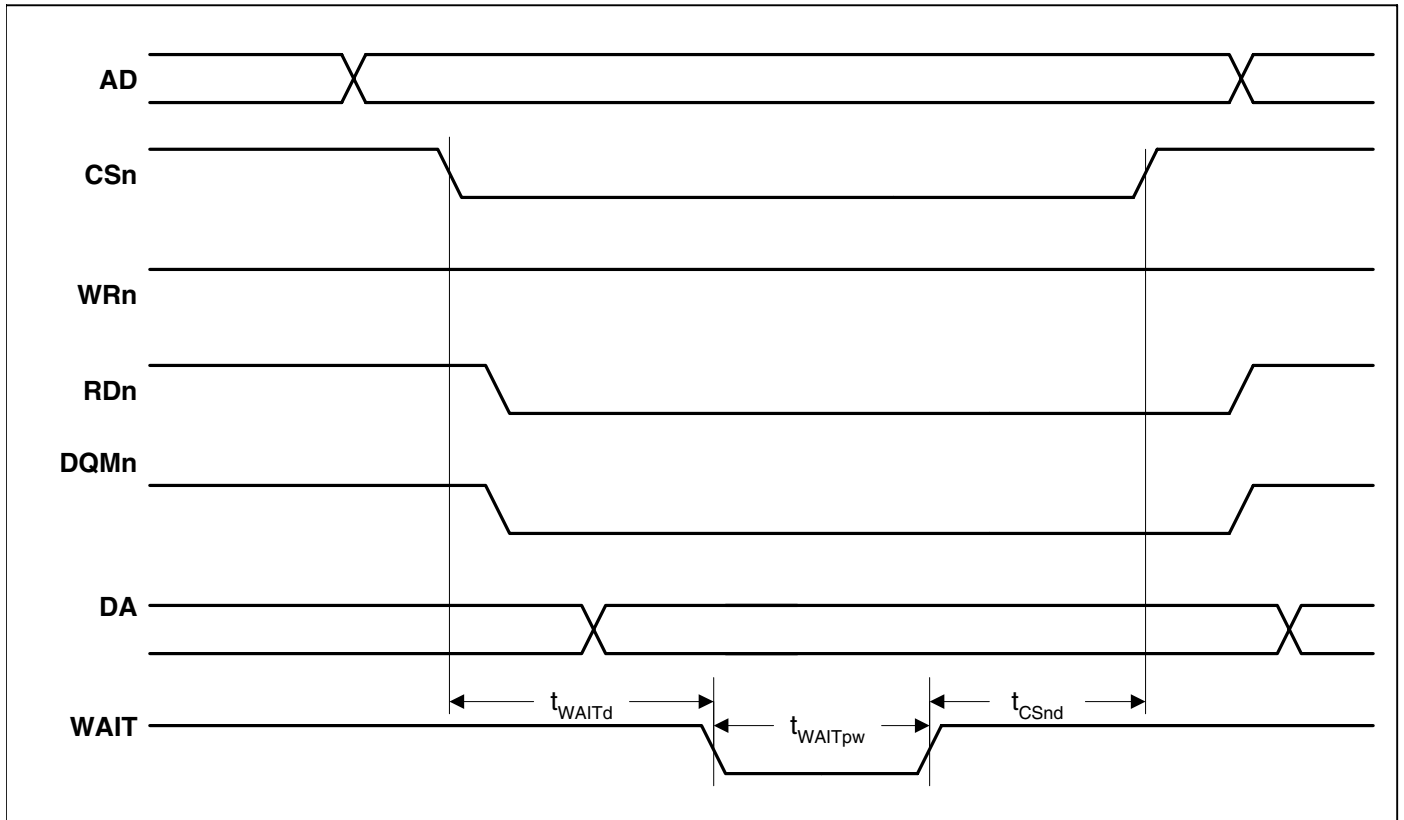 AD
CSn
WRn
RDn
DQMn
DA
tWAITd
tCSnd
WAIT
tWAITpw